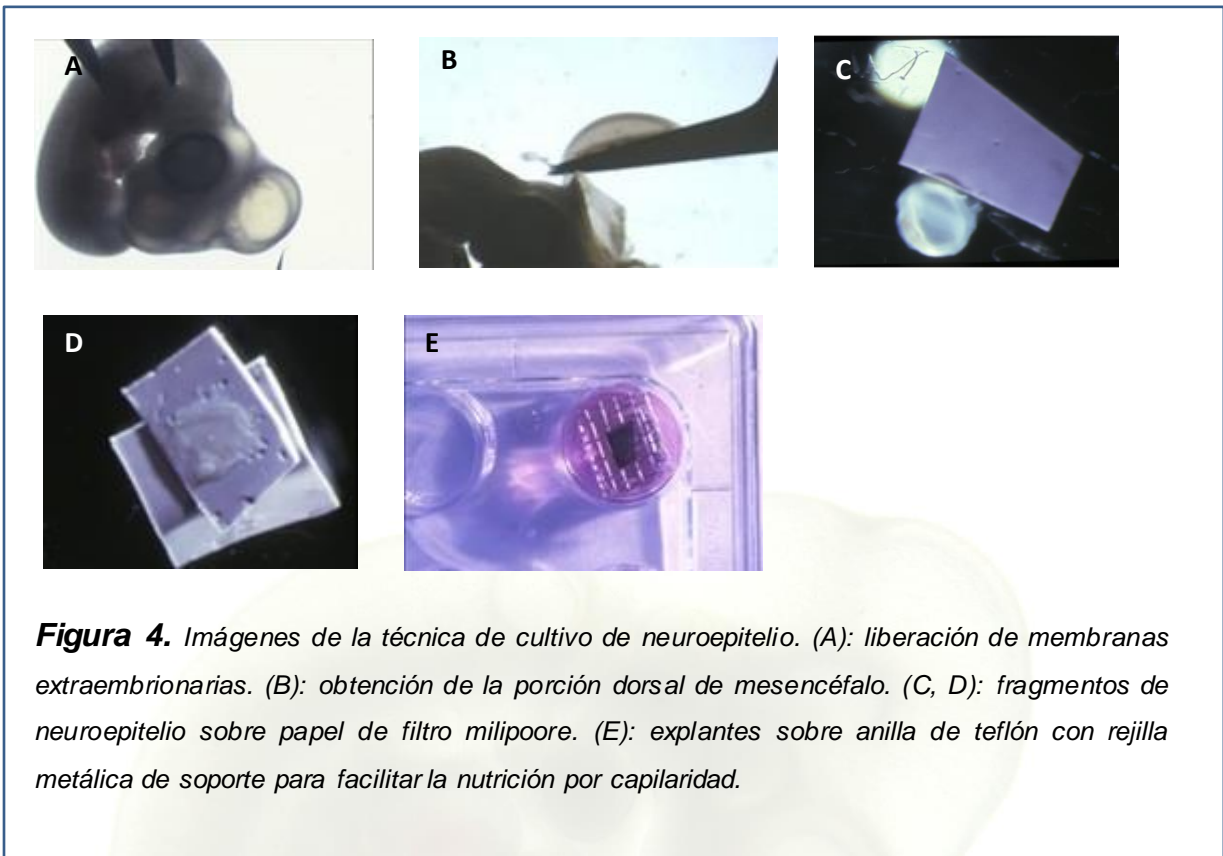 A
B
C
D
E
Figura 4. Imágenes de la técnica de cultivo de neuroepitelio. (A): liberación de membranas
extraembrionarias. (B): obtención de la porción dorsal de mesencéfalo. (C, D): fragmentos de
neuroepitelio sobre papel de filtro milipoore. (E): explantes sobre anilla de teflón con rejilla
metálica de soporte para facilitar la nutrición por capilaridad.